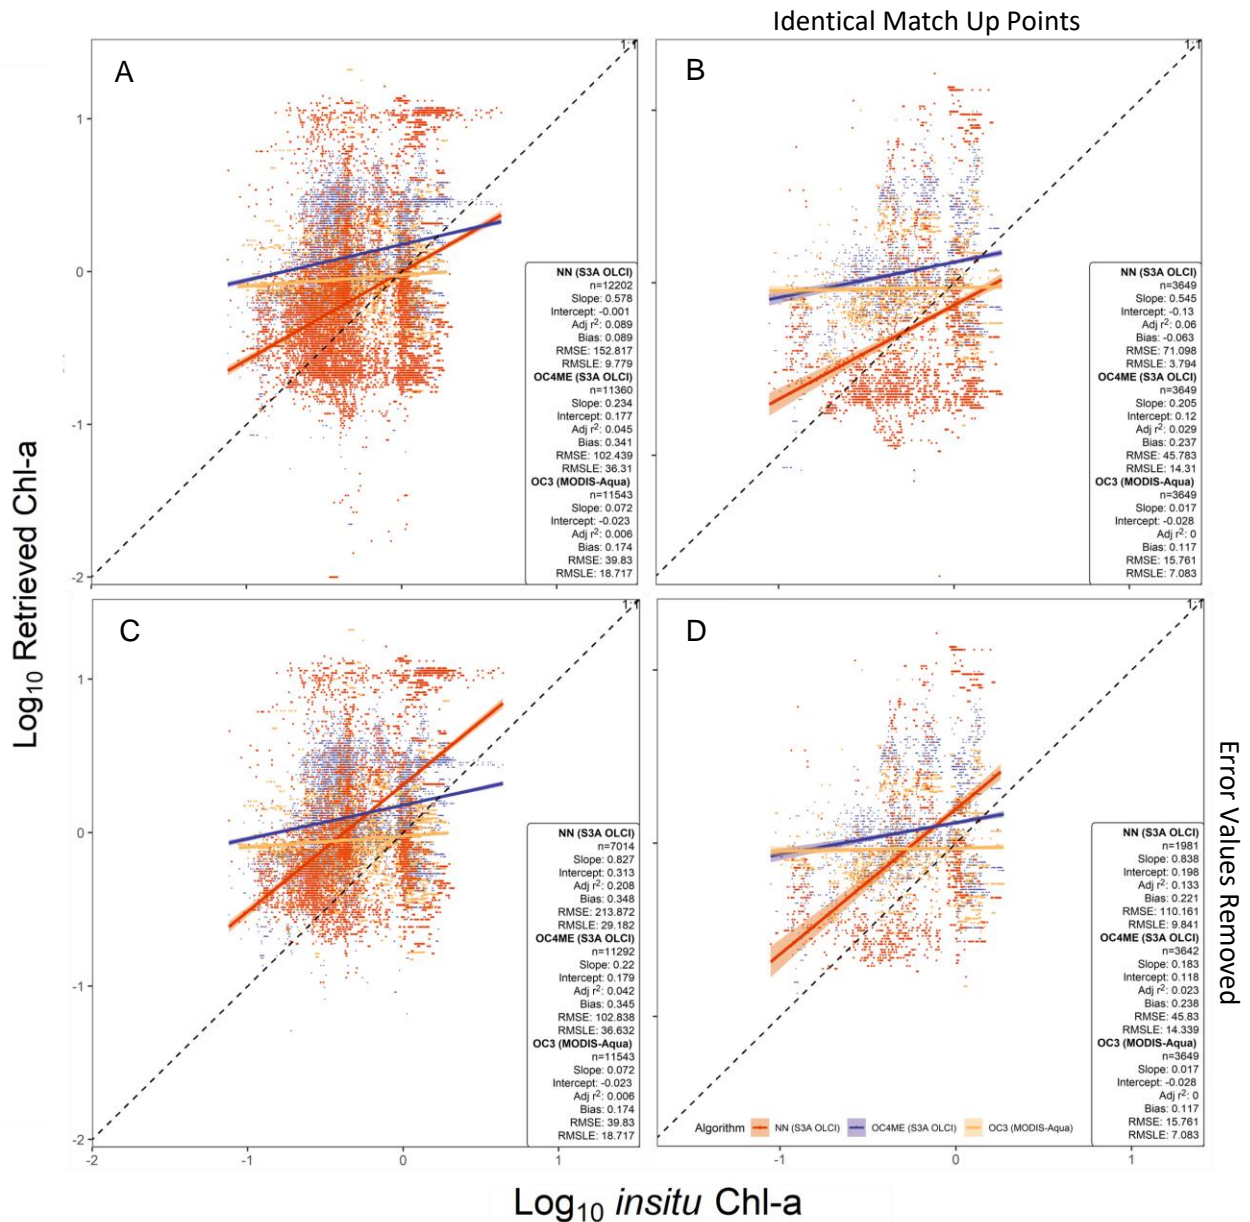 Identical Match Up Points
A
1:1
1
0
-1
-2
NN (S3A OLCI)
n=12202
Slope: 0.578
Intercept: -0.001
Adj r²: 0.089
Bias: 0.089
RMSE: 152.817
RMSLE: 9.779
OC4ME (S3A OLCI)
n=11360
Slope: 0.234
Intercept: 0.177
Adj r²: 0.045
Bias: 0.341
RMSE: 102.439
RMSLE: 36.31
OC3 (MODIS-Aqua)
n=11543
Slope: 0.072
Intercept: -0.023
Adj r²: 0.006
Bias: 0.174
RMSE: 39.83
RMSLE: 18.717
B
1:1
NN (S3A OLCI)
n=3649
Slope: 0.545
Intercept: -0.13
Adj r²: 0.06
Bias: -0.063
RMSE: 71.098
RMSLE: 3.794
OC4ME (S3A OLCI)
n=3649
Slope: 0.205
Intercept: 0.12
Adj r²: 0.029
Bias: 0.237
RMSE: 45.783
RMSLE: 14.31
OC3 (MODIS-Aqua)
n=3649
Slope: 0.017
Intercept: -0.028
Adj r²: 0
Bias: 0.117
RMSE: 15.761
RMSLE: 7.083
Log10 Retrieved Chl-a
C
1:1
1
0
-1
-2
NN (S3A OLCI)
n=7014
Slope: 0.827
Intercept: 0.313
Adj r²: 0.208
Bias: 0.348
RMSE: 213.872
RMSLE: 29.182
OC4ME (S3A OLCI)
n=11292
Slope: 0.22
Intercept: 0.179
Adj r²: 0.042
Bias: 0.345
RMSE: 102.838
RMSLE: 36.632
OC3 (MODIS-Aqua)
n=11543
Slope: 0.072
Intercept: -0.023
Adj r²: 0.006
Bias: 0.174
RMSE: 39.83
RMSLE: 18.717
-2 -1 0 1
D
1:1
NN (S3A OLCI)
n=1981
Slope: 0.838
Intercept: 0.198
Adj r²: 0.133
Bias: 0.221
RMSE: 110.161
RMSLE: 9.841
OC4ME (S3A OLCI)
n=3642
Slope: 0.183
Intercept: 0.118
Adj r²: 0.023
Bias: 0.238
RMSE: 45.83
RMSLE: 14.339
OC3 (MODIS-Aqua)
n=3649
Slope: 0.017
Intercept: -0.028
Adj r²: 0
Bias: 0.117
RMSE: 15.761
RMSLE: 7.083
Algorithm NN (S3A OLCI) OC4ME (S3A OLCI) OC3 (MODIS-Aqua)
-1 0 1
Error Values Removed
Log10 insitu Chl-a